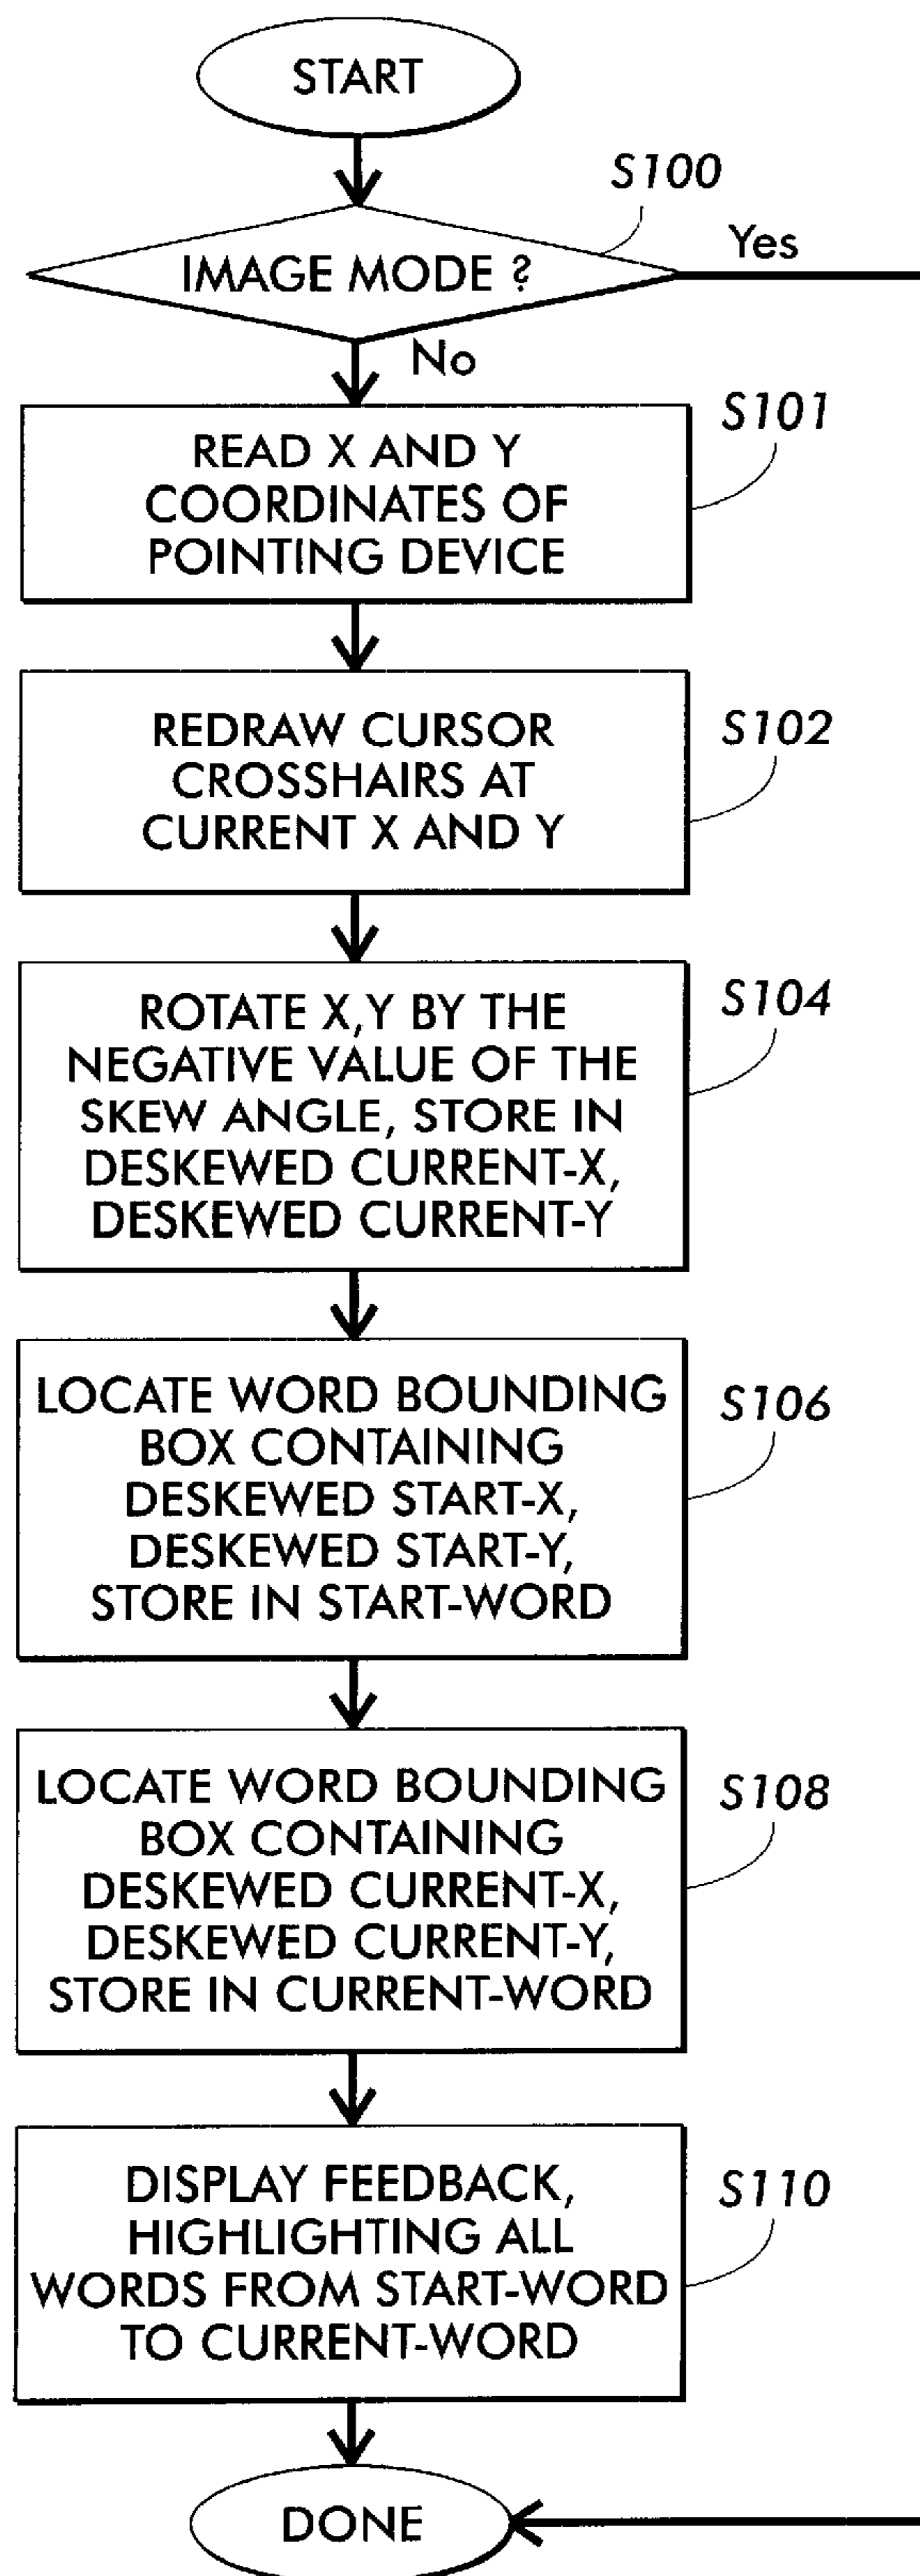 START
S100
IMAGE MODE ?
Yes
No
S101
READ X AND Y
COORDINATES OF
POINTING DEVICE
S102
REDRAW CURSOR
CROSSHAIRS AT
CURRENT X AND Y
S104
ROTATE X,Y BY THE
NEGATIVE VALUE OF THE
SKEW ANGLE, STORE IN
DESKEWED CURRENT-X,
DESKEWED CURRENT-Y
S106
LOCATE WORD BOUNDING
BOX CONTAINING
DESKEWED START-X,
DESKEWED START-Y,
STORE IN START-WORD
S108
LOCATE WORD BOUNDING
BOX CONTAINING
DESKEWED CURRENT-X,
DESKEWED CURRENT-Y,
STORE IN CURRENT-WORD
S110
DISPLAY FEEDBACK,
HIGHLIGHTING ALL
WORDS FROM START-WORD
TO CURRENT-WORD
DONE